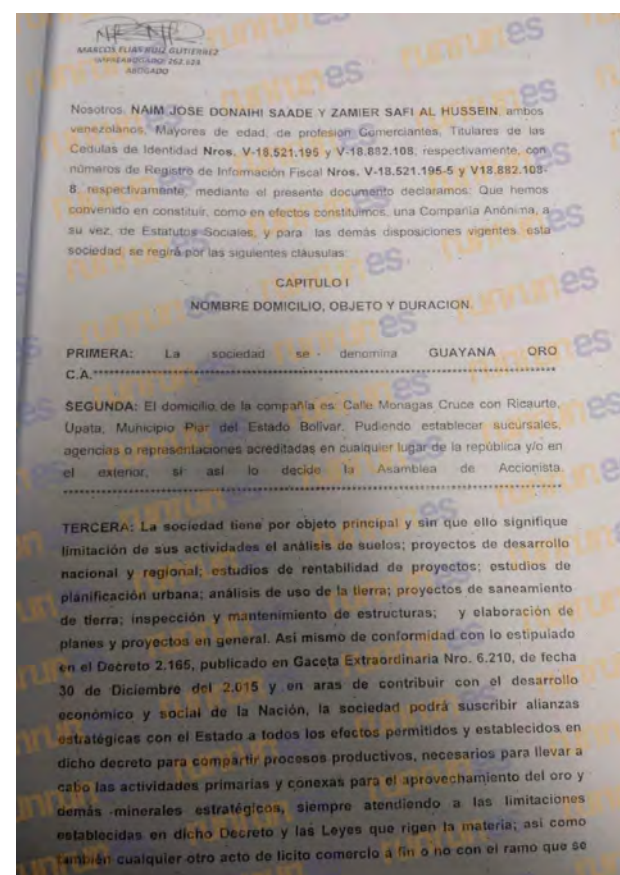 MARCOS ELIAS RUIZ GUTIERREZ
INPREABOGADO: 262.628
ABOGADO
Nosotros, NAIM JOSE DONAIHI SAADE Y ZAMIER SAFI AL HUSSEIN, ambos
venezolanos, Mayores de edad, de profesion Comerciantes, Titulares de las
Cedulas de Identidad Nros. V-18.521.195 y V-18.882.108, respectivamente, con
números de Registro de Información Fiscal Nros. V-18.521.195-5 y V18.882.108-
8, respectivamente, mediante el presente documento declaramos: Que hemos
convenido en constituir, como en efectos constituimos, una Compañía Anónima, a
su vez, de Estatutos Sociales, y para las demás disposiciones vigentes, esta
sociedad, se regirá por las siguientes cláusulas:
CAPITULO I
NOMBRE DOMICILIO, OBJETO Y DURACION.
PRIMERA: La sociedad se denomina GUAYANA ORO
C.A.************************************************************
SEGUNDA: El domicilio de la compañía es: Calle Monagas Cruce con Ricaurte,
Upata, Municipio Piar del Estado Bolívar. Pudiendo establecer sucursales,
agencias o representaciones acreditadas en cualquier lugar de la república y/o en
el exterior, si así lo decide la Asamblea de Accionista.
************************************************************
TERCERA: La sociedad tiene por objeto principal y sin que ello signifique
limitación de sus actividades el análisis de suelos; proyectos de desarrollo
nacional y regional; estudios de rentabilidad de proyectos; estudios de
planificación urbana; análisis de uso de la tierra; proyectos de saneamiento
de tierra; inspección y mantenimiento de estructuras; y elaboración de
planes y proyectos en general. Asi mismo de conformidad con lo estipulado
en el Decreto 2.165, publicado en Gaceta Extraordinaria Nro. 6.210, de fecha
30 de Diciembre del 2.015 y en aras de contribuir con el desarrollo
económico y social de la Nación, la sociedad podrá suscribir alianzas
estratégicas con el Estado a todos los efectos permitidos y establecidos en
dicho decreto para compartir procesos productivos, necesarios para llevar a
cabo las actividades primarias y conexas para el aprovechamiento del oro y
demás minerales estratégicos, siempre atendiendo a las limitaciones
establecidas en dicho Decreto y las Leyes que rigen la materia; asi como
también cualquier otro acto de licito comercio a fin o no con el ramo que se
runrunes